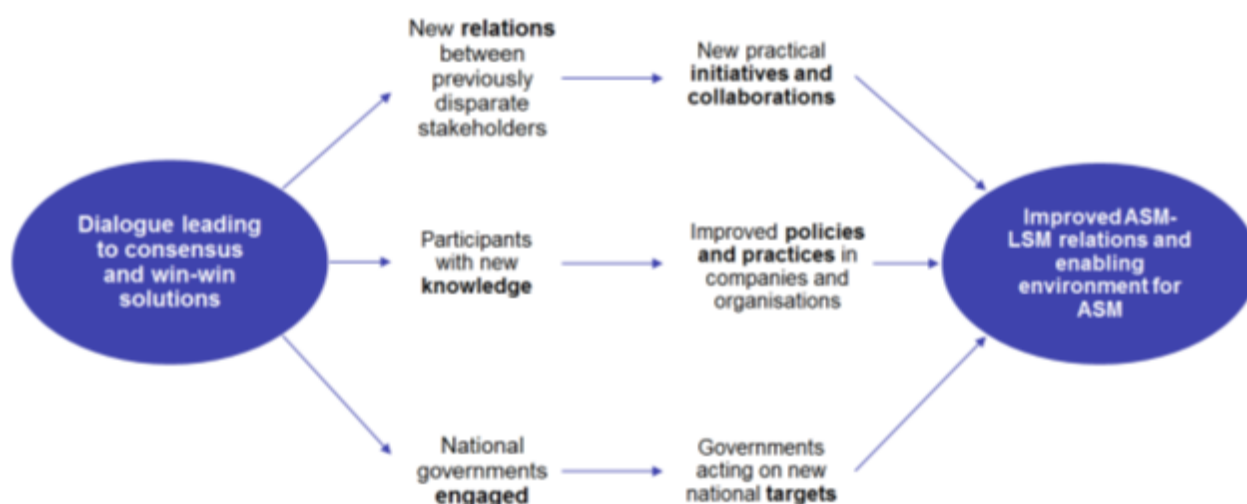 Dialogue leading
to consensus
and win-win
solutions
New relations
between
previously
disparate
stakeholders
New practical
initiatives and
collaborations
Participants
with new
knowledge
Improved policies
and practices in
companies and
organisations
National
governments
engaged
Governments
acting on new
national targets
Improved ASM-
LSM relations and
enabling
environment for
ASM